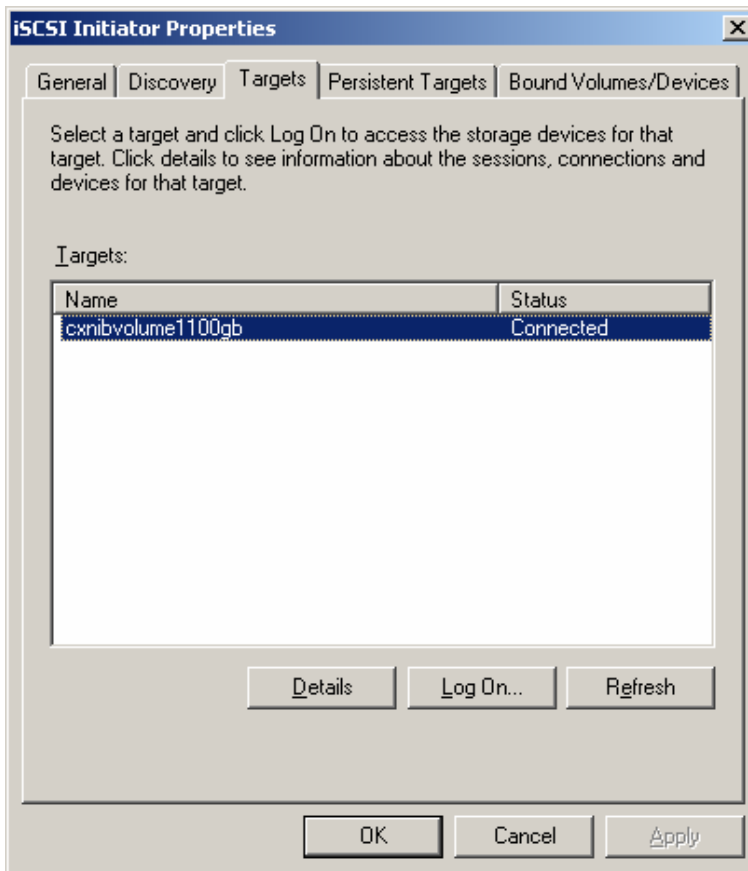 iSCSI Initiator Properties
General Discovery Targets Persistent Targets Bound Volumes/Devices
Select a target and click Log On to access the storage devices for that
target. Click details to see information about the sessions, connections and
devices for that target.
Targets:
Name Status
cxnibvolume1100gb Connected
Details Log On... Refresh
OK Cancel Apply